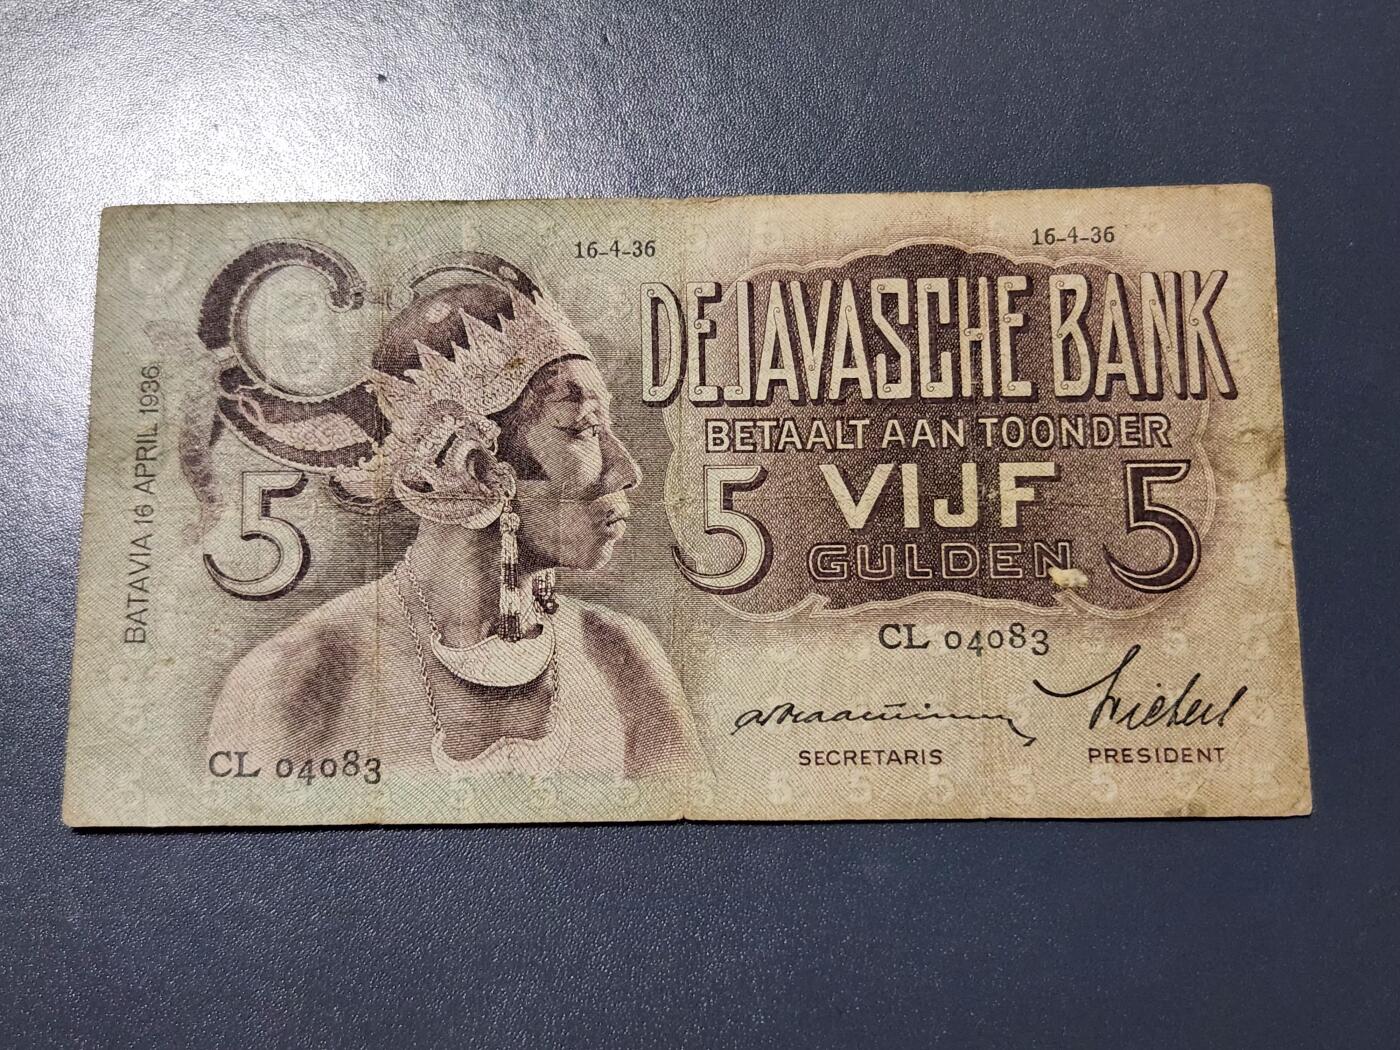 16-4-36
16-4-36
DE JAVASCHE BANK
BETAALT AAN TOONDER
5 5 VIJF 5
GULDEN
BATAVIA 16 APRIL 1936
CL 04083
SECRETARIS
PRESIDENT
CL 04083